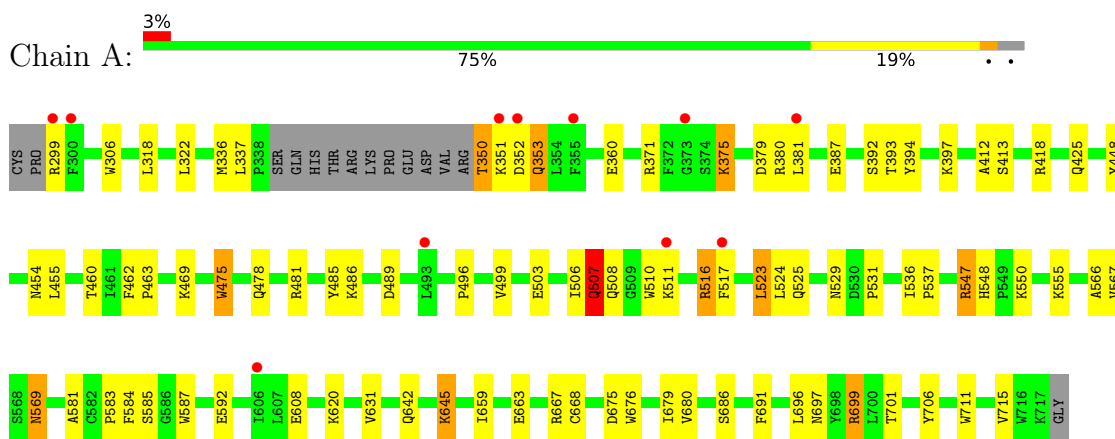 3%
Chain A:
75% 19% • •
CYS PRO R299 F300 W306 L318 L322 M336 L337 P338 SER GLN HIS THR ARG LYS PRO GLU ASP VAL ARG T350 K351 D352 Q353 L354 F355 E360 R371 F372 G373 S374 K375 D379 R380 L381 E387 S392 T393 Y394 K397 A412 S413 R418 Q425 Y448
N454 L455 T460 I461 F462 P463 K469 W475 Q478 R481 Y485 K486 D489 L493 P496 V499 E503 I506 Q507 Q508 G509 W510 K511 R516 F517 L523 L524 Q525 N529 D530 P531 I536 P537 R547 H548 P549 K550 K555 A566 V567
S568 N569 A581 C582 P583 F584 S585 G586 W587 E592 I606 L607 E608 K620 V631 Q642 K645 I659 E663 R667 C668 D675 W676 I679 V680 S686 F691 L696 N697 Y698 R699 L700 T701 Y706 W711 V715 W716 K717 GLY